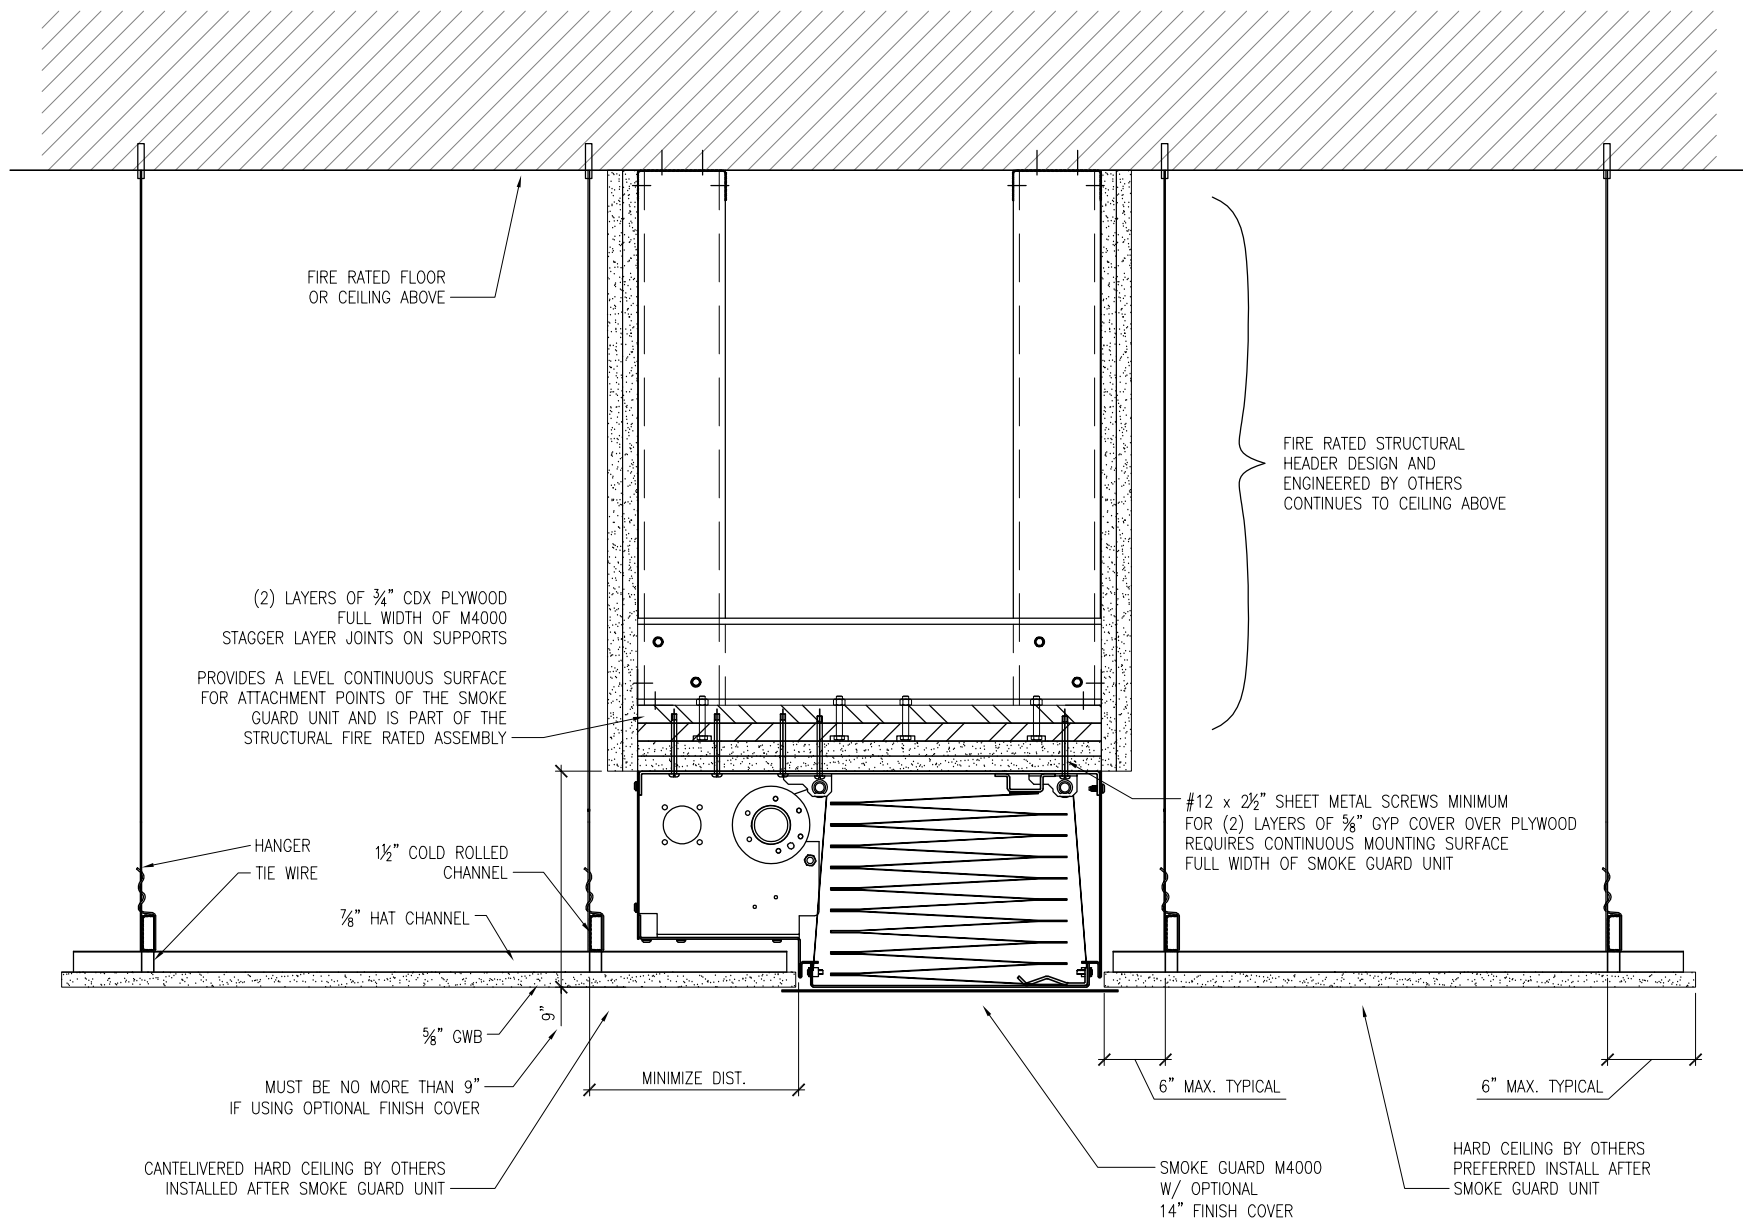 FIRE RATED FLOOR
OR CEILING ABOVE
FIRE RATED STRUCTURAL
HEADER DESIGN AND
ENGINEERED BY OTHERS
CONTINUES TO CEILING ABOVE
(2) LAYERS OF 3/4" CDX PLYWOOD
FULL WIDTH OF M4000
STAGGER LAYER JOINTS ON SUPPORTS
PROVIDES A LEVEL CONTINUOUS SURFACE
FOR ATTACHMENT POINTS OF THE SMOKE
GUARD UNIT AND IS PART OF THE
STRUCTURAL FIRE RATED ASSEMBLY
#12 x 2 1/2" SHEET METAL SCREWS MINIMUM
FOR (2) LAYERS OF 5/8" GYP COVER OVER PLYWOOD
REQUIRES CONTINUOUS MOUNTING SURFACE
FULL WIDTH OF SMOKE GUARD UNIT
HANGER
TIE WIRE
1 1/2" COLD ROLLED
CHANNEL
7/8" HAT CHANNEL
9"
5/8" GWB
MUST BE NO MORE THAN 9"
IF USING OPTIONAL FINISH COVER
MINIMIZE DIST.
6" MAX. TYPICAL
6" MAX. TYPICAL
CANTELIVERED HARD CEILING BY OTHERS
INSTALLED AFTER SMOKE GUARD UNIT
SMOKE GUARD M4000
W/ OPTIONAL
14" FINISH COVER
HARD CEILING BY OTHERS
PREFERRED INSTALL AFTER
SMOKE GUARD UNIT